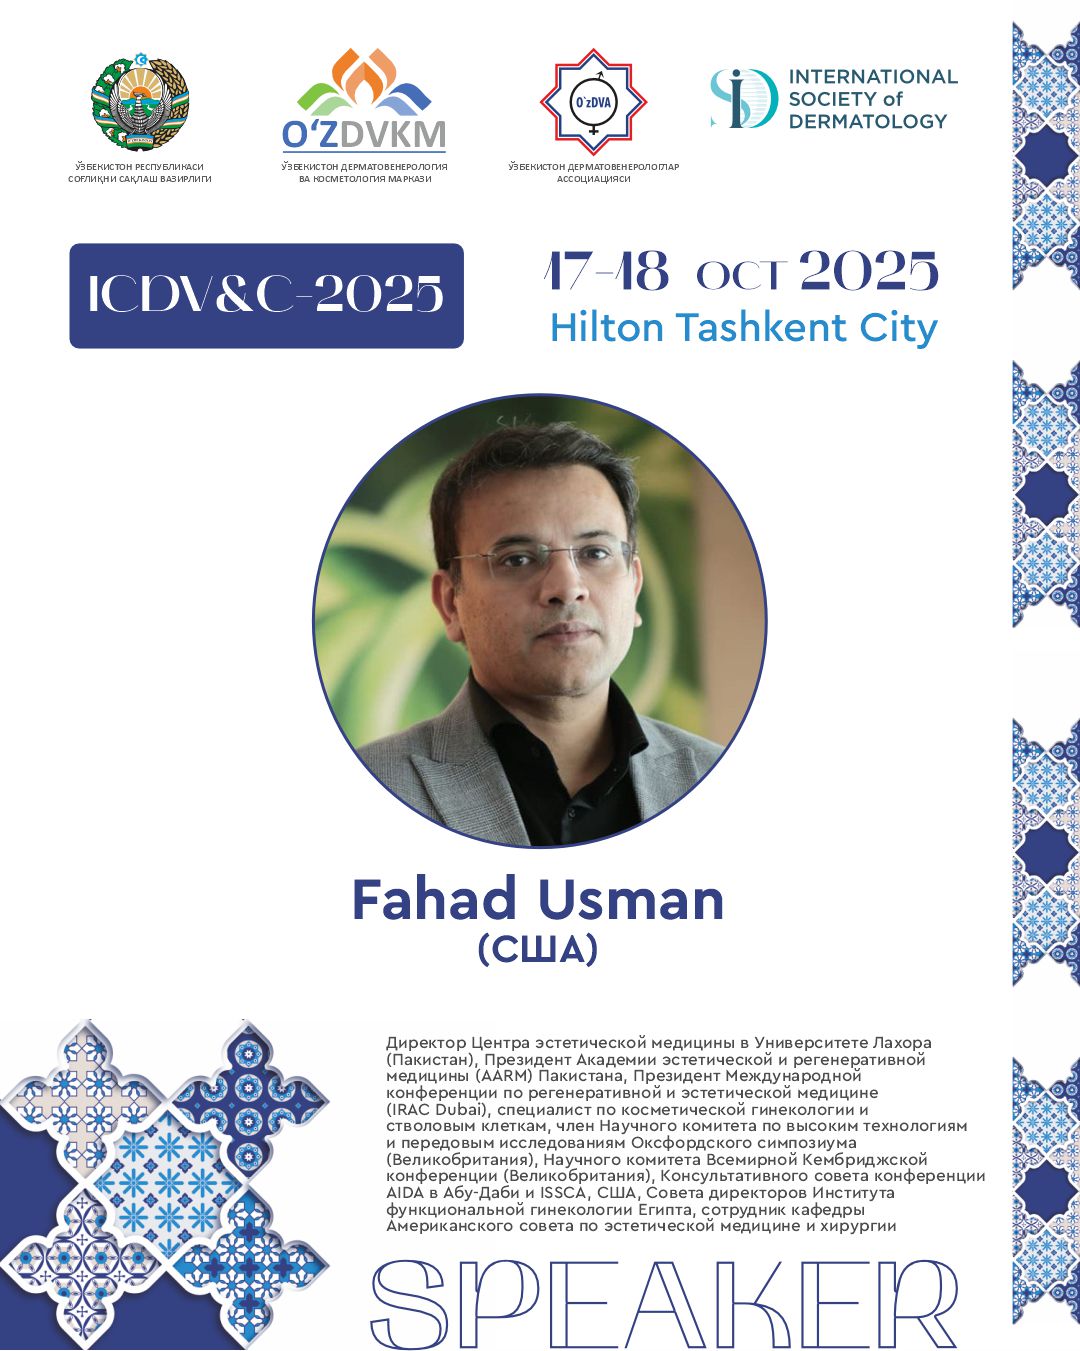 ЎЗБЕКИСТОН РЕСПУБЛИКАСИ
СОҒЛИҚНИ САҚЛАШ ВАЗИРЛИГИ
OʻZDVKM
ЎЗБЕКИСТОН ДЕРМАТОВЕНЕРОЛОГИЯ
ВА КОСМЕТОЛОГИЯ МАРКАЗИ
O`zDVA
ЎЗБЕКИСТОН ДЕРМАТОВЕНЕРОЛОГЛАР
АССОЦИАЦИЯСИ
SiD
INTERNATIONAL
SOCIETY of
DERMATOLOGY
ICDV&C-2025
17-18 OCT 2025
Hilton Tashkent City
Fahad Usman
(США)
Директор Центра эстетической медицины в Университете Лахора
(Пакистан), Президент Академии эстетической и регенеративной
медицины (AARM) Пакистана, Президент Международной
конференции по регенеративной и эстетической медицине
(IRAC Dubai), специалист по косметической гинекологии и
стволовым клеткам, член Научного комитета по высоким технологиям
и передовым исследованиям Оксфордского симпозиума
(Великобритания), Научного комитета Всемирной Кембриджской
конференции (Великобритания), Консультативного совета конференции
AIDA в Абу-Даби и ISSCA, США, Совета директоров Института
функциональной гинекологии Египта, сотрудник кафедры
Американского совета по эстетической медицине и хирургии
SPEAKER